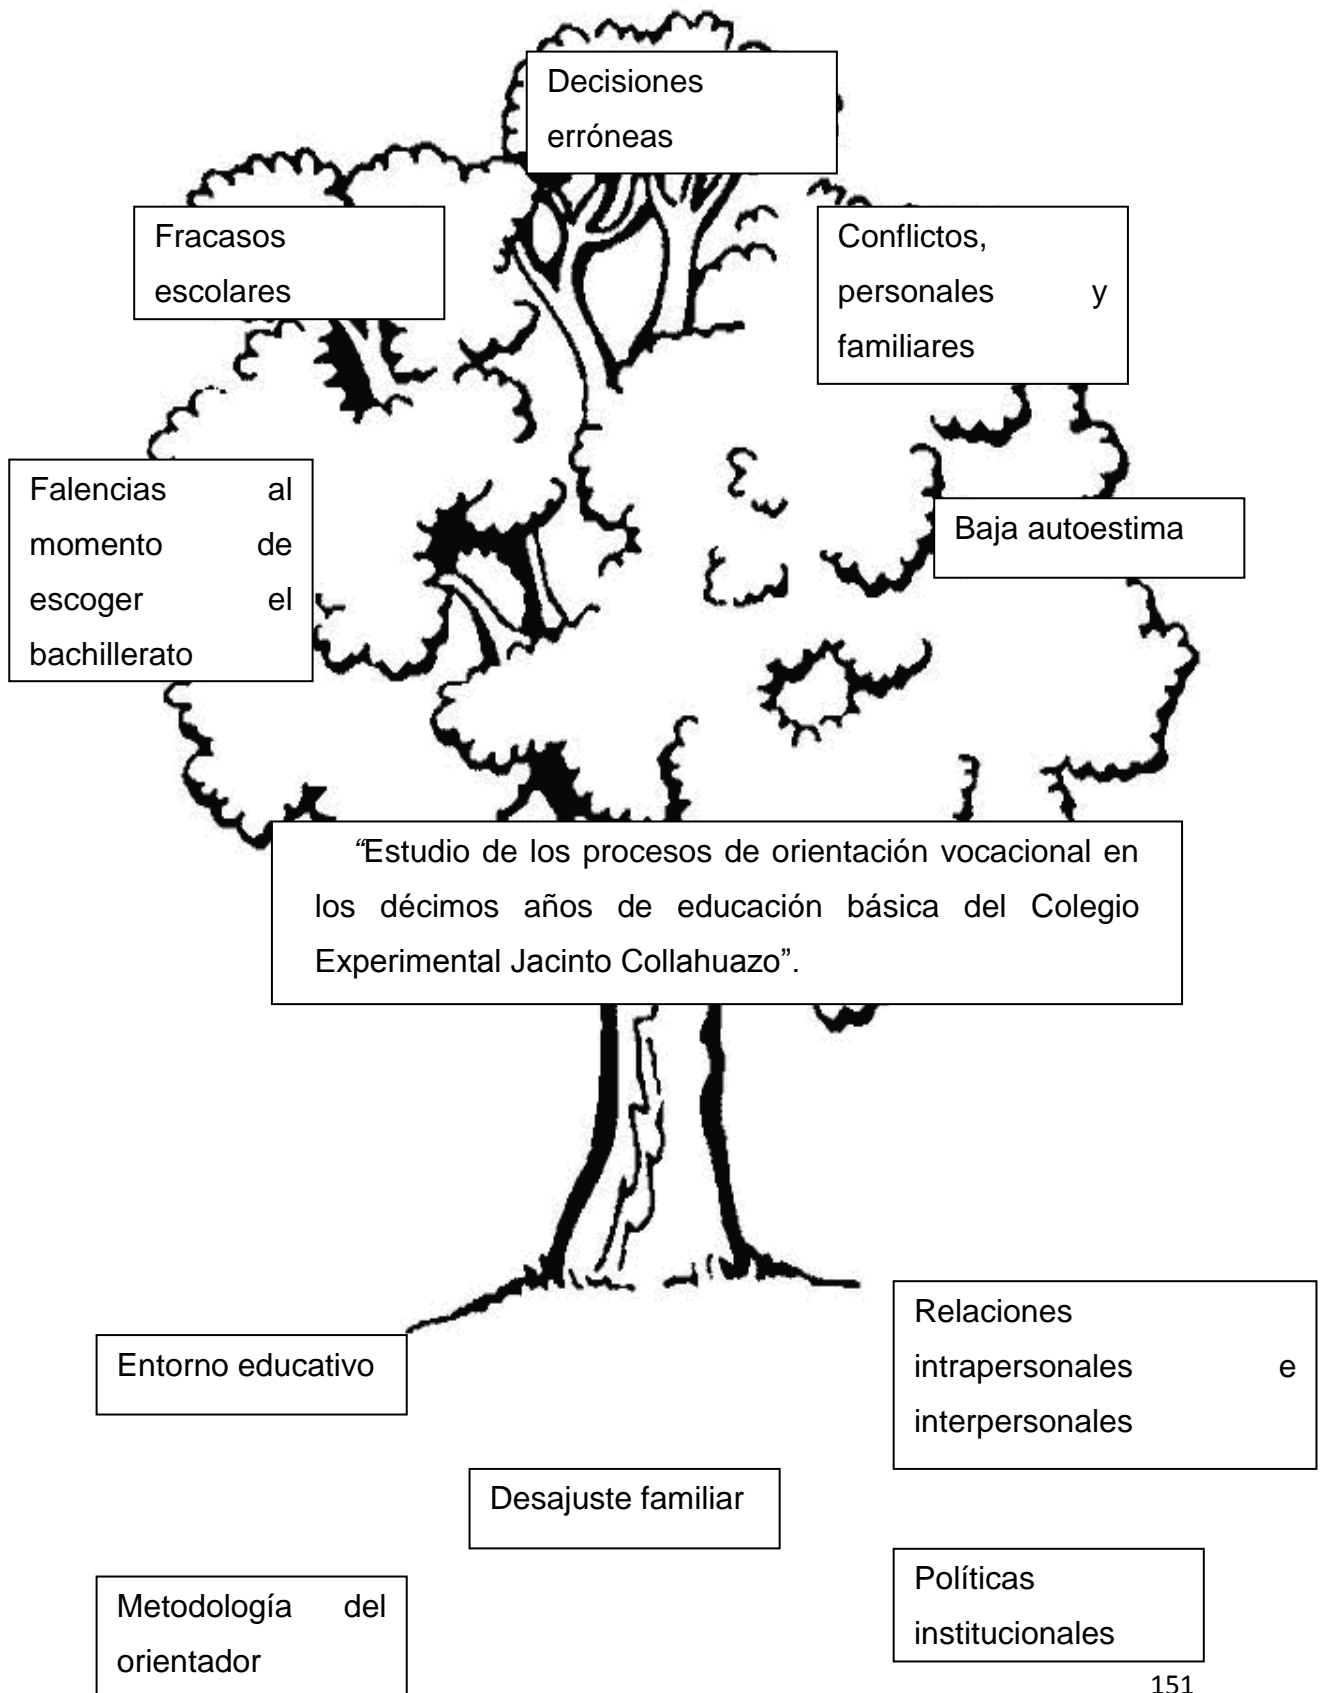 Decisiones
erróneas
Fracasos
escolares
Conflictos,
personales y
familiares
Falencias al
momento de
escoger el
bachillerato
Baja autoestima
“Estudio de los procesos de orientación vocacional en
los décimos años de educación básica del Colegio
Experimental Jacinto Collahuazo”.
Entorno educativo
Relaciones
intrapersonales e
interpersonales
Desajuste familiar
Metodología del
orientador
Políticas
institucionales
151